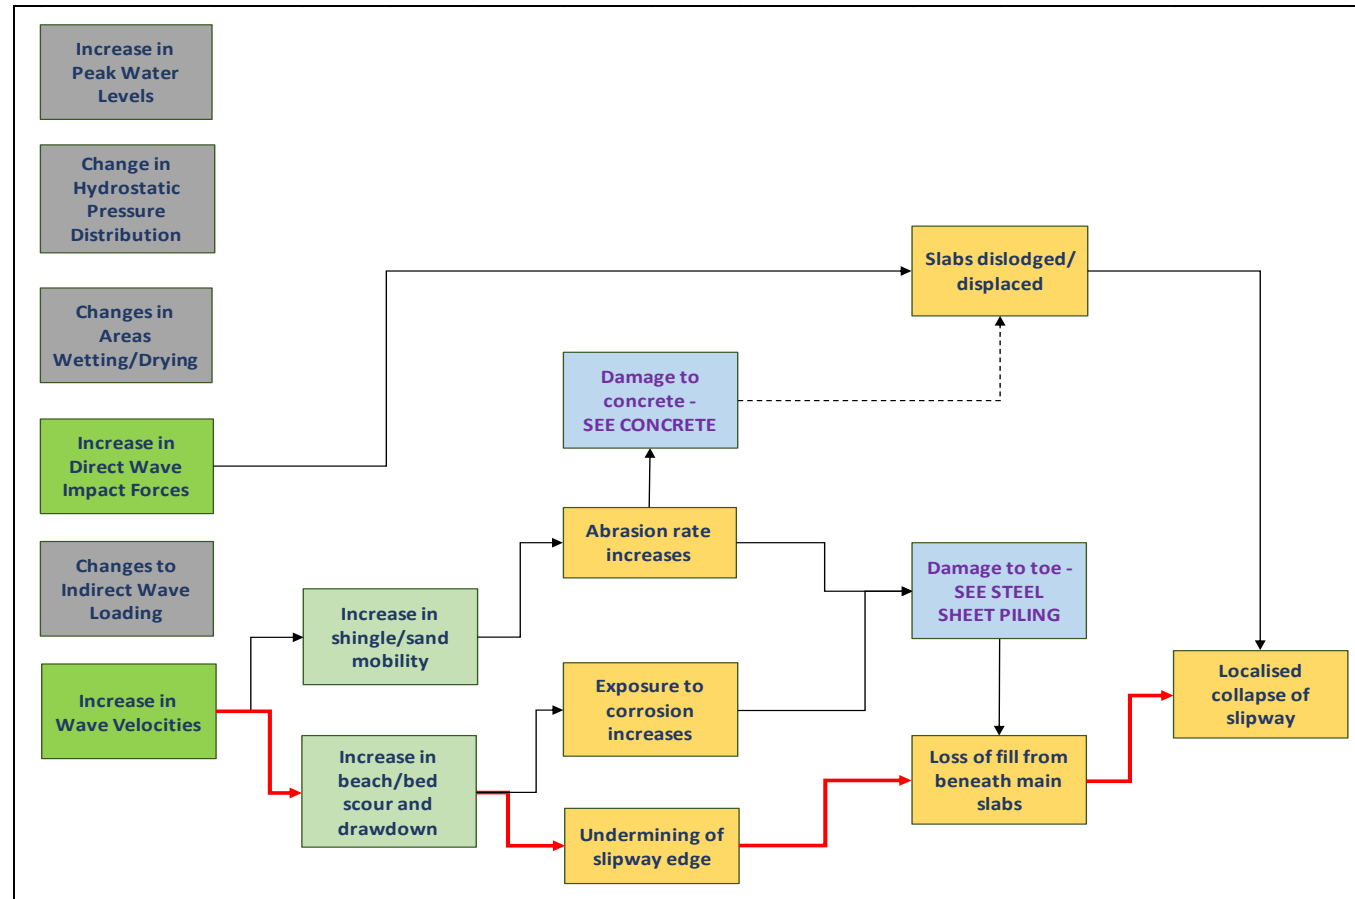 Increase in
Peak Water
Levels
Change in
Hydrostatic
Pressure
Distribution
Changes in
Areas
Wetting/Drying
Increase in
Direct Wave
Impact Forces
Changes to
Indirect Wave
Loading
Increase in
Wave Velocities
Increase in
shingle/sand
mobility
Increase in
beach/bed
scour and
drawdown
Damage to
concrete -
SEE CONCRETE
Abrasion rate
increases
Exposure to
corrosion
increases
Undermining of
slipway edge
Slabs dislodged/
displaced
Damage to toe -
SEE STEEL
SHEET PILING
Loss of fill from
beneath main
slabs
Localised
collapse of
slipway